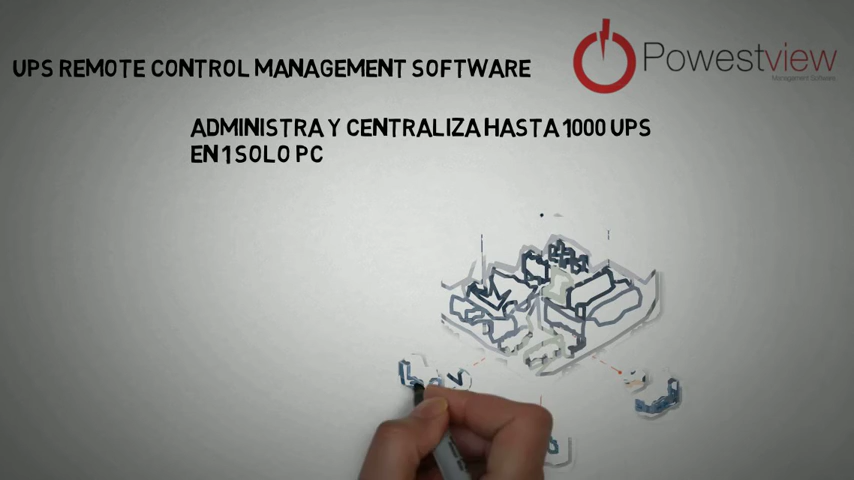 UPS REMOTE CONTROL MANAGEMENT SOFTWARE
Powestview
Management Software
ADMINISTRA Y CENTRALIZA HASTA 1000 UPS
EN 1 SOLO PC